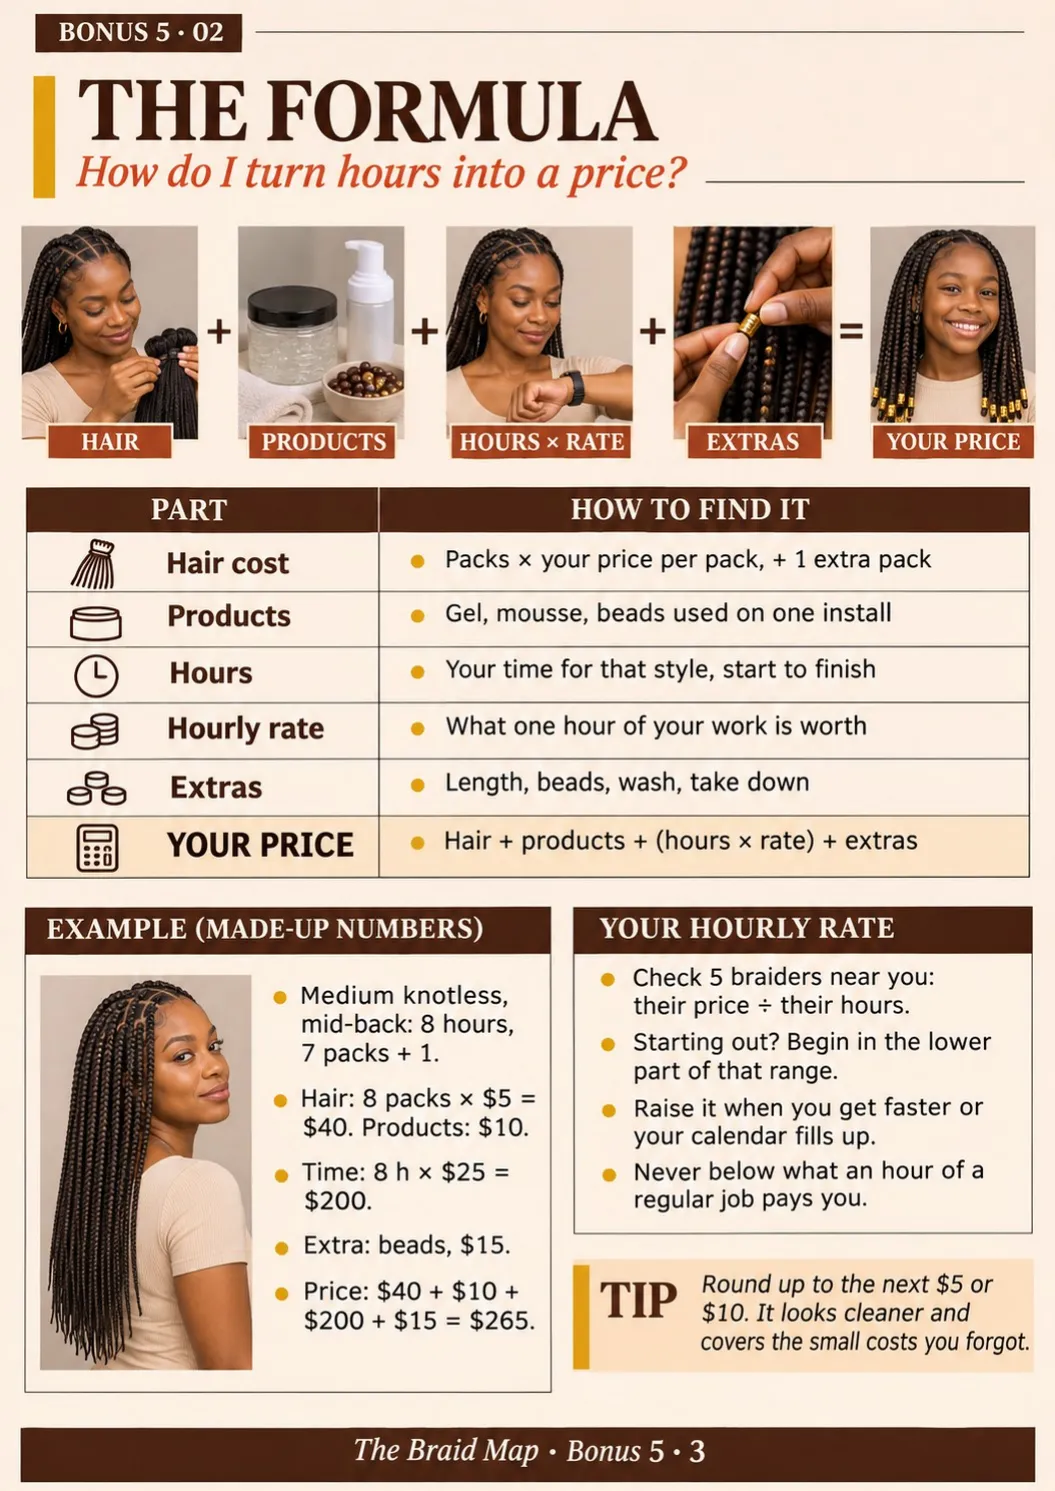 BONUS 5 · 02
THE FORMULA
How do I turn hours into a price?
+ + + =
HAIR
PRODUCTS
HOURS × RATE
EXTRAS
YOUR PRICE
PART
HOW TO FIND IT
Hair cost
Packs × your price per pack, + 1 extra pack
Products
Gel, mousse, beads used on one install
Hours
Your time for that style, start to finish
Hourly rate
What one hour of your work is worth
Extras
Length, beads, wash, take down
YOUR PRICE
Hair + products + (hours × rate) + extras
EXAMPLE (MADE-UP NUMBERS)
Medium knotless,
mid-back: 8 hours,
7 packs + 1.
Hair: 8 packs × $5 =
$40. Products: $10.
Time: 8 h × $25 =
$200.
Extra: beads, $15.
Price: $40 + $10 +
$200 + $15 = $265.
YOUR HOURLY RATE
Check 5 braiders near you:
their price ÷ their hours.
Starting out? Begin in the lower
part of that range.
Raise it when you get faster or
your calendar fills up.
Never below what an hour of a
regular job pays you.
TIP
Round up to the next $5 or
$10. It looks cleaner and
covers the small costs you forgot.
The Braid Map · Bonus 5 · 3